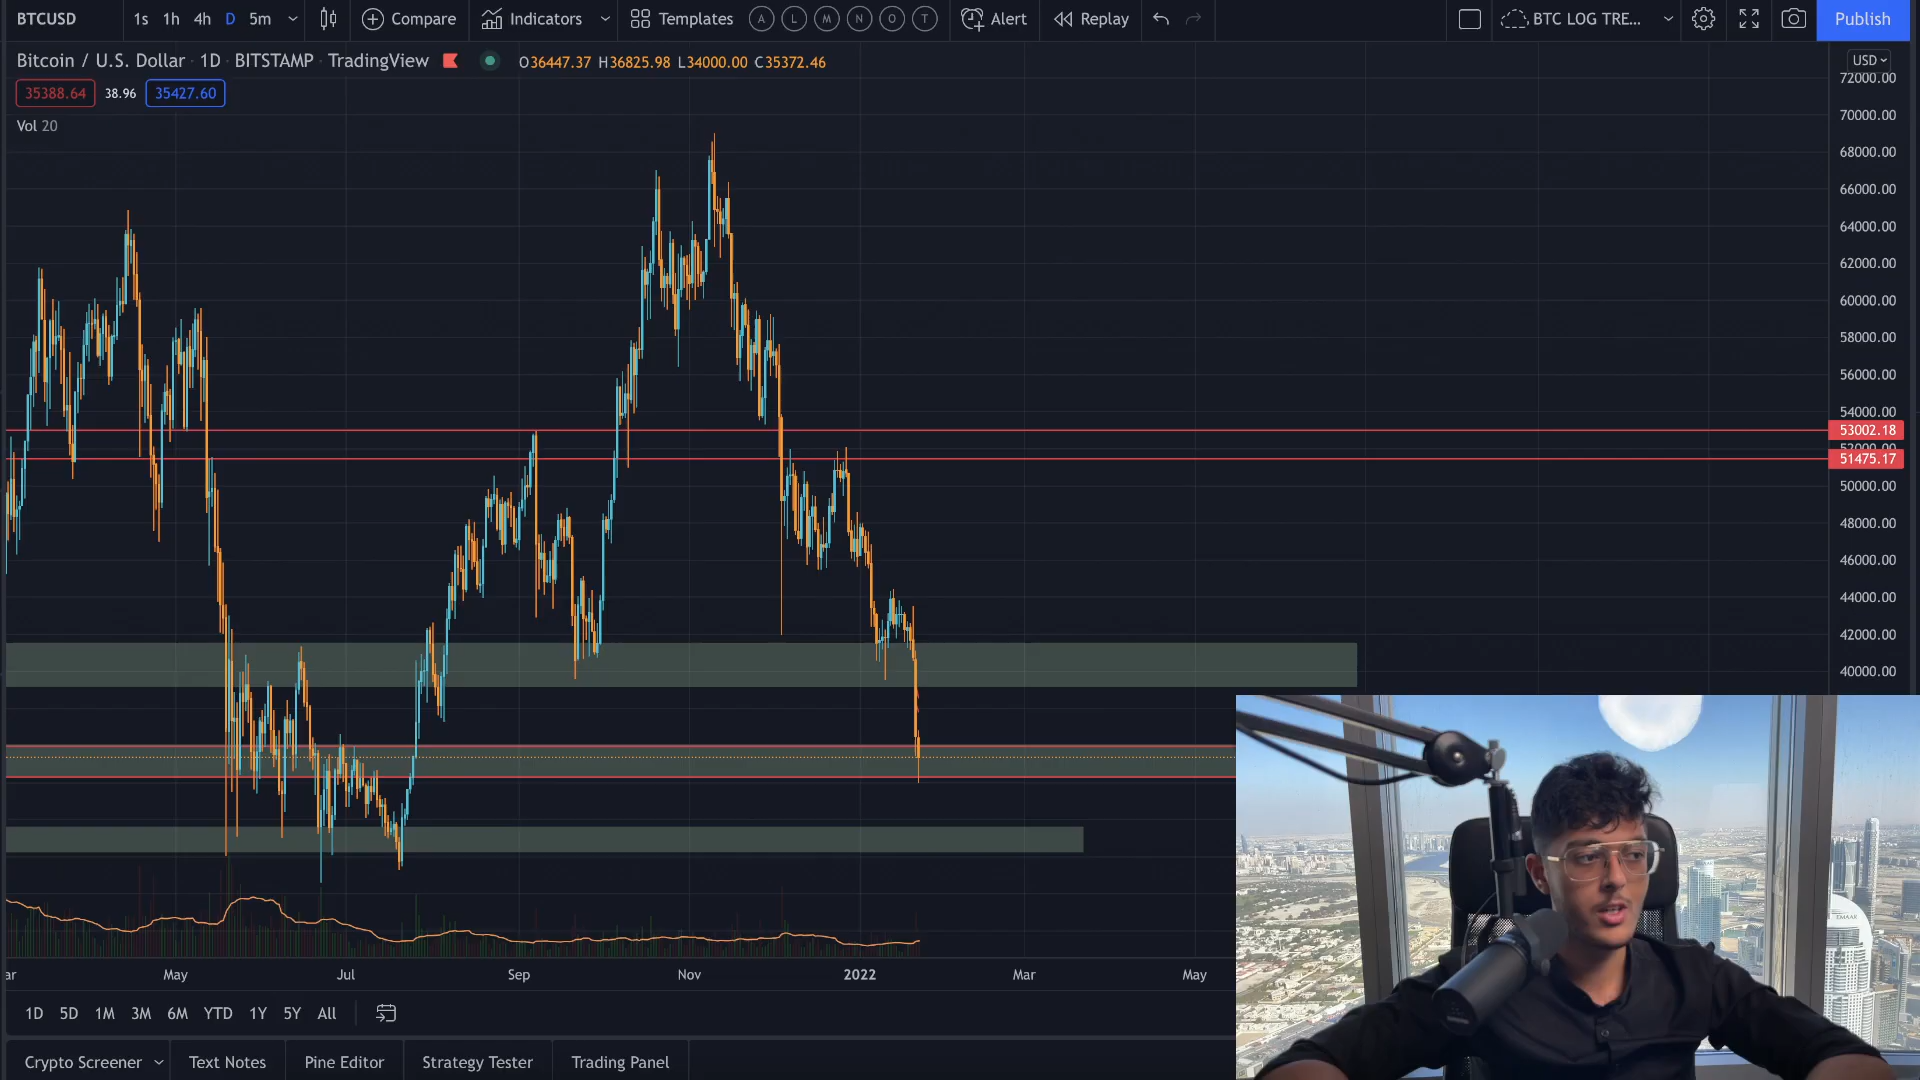 BTCUSD 1s 1h 4h D 5m Compare Indicators Templates A L M N O T Alert Replay BTC LOG TRE... Publish
Bitcoin / U.S. Dollar · 1D · BITSTAMP · TradingView O36447.37 H36825.98 L34000.00 C35372.46
USD
35388.64 38.96 35427.60
Vol 20
72000.00
70000.00
68000.00
66000.00
64000.00
62000.00
60000.00
58000.00
56000.00
54000.00
53002.18
52000.00
51475.17
50000.00
48000.00
46000.00
44000.00
42000.00
40000.00
EMAAR
ar May Jul Sep Nov 2022 Mar May
1D 5D 1M 3M 6M YTD 1Y 5Y All
Crypto Screener Text Notes Pine Editor Strategy Tester Trading Panel